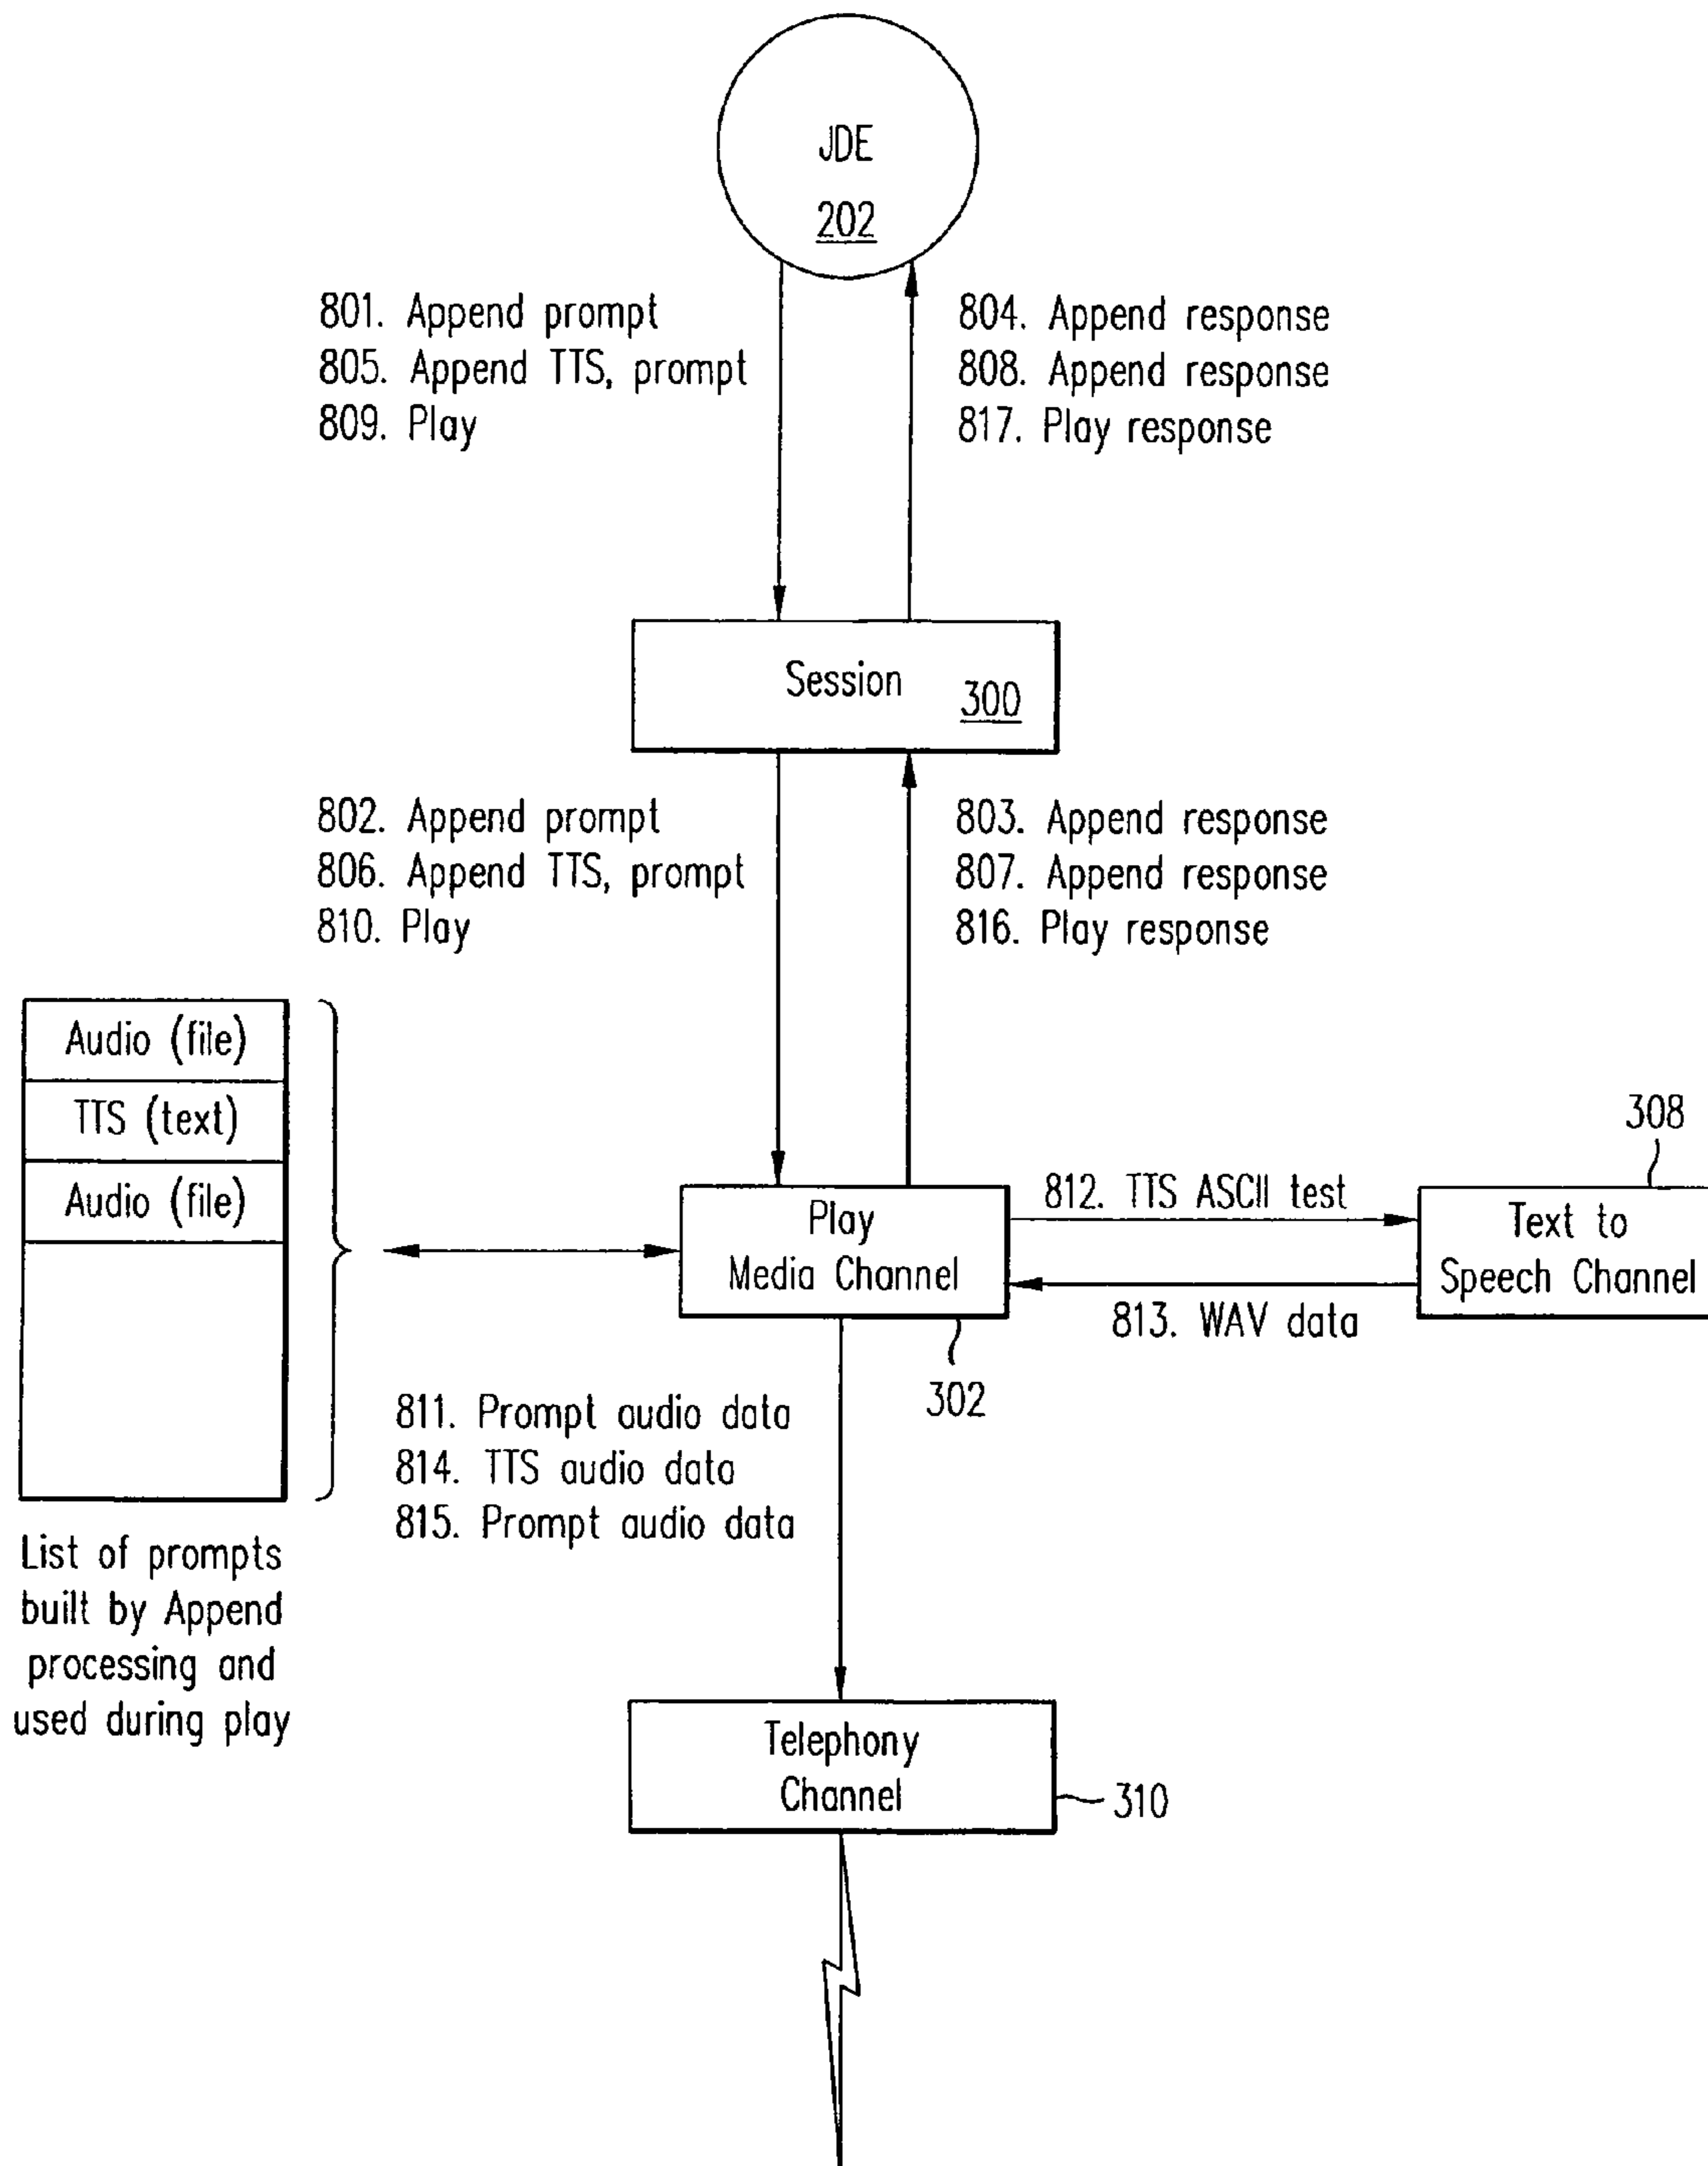 JDE
202
801. Append prompt
805. Append TTS, prompt
809. Play
804. Append response
808. Append response
817. Play response
Session
300
802. Append prompt
806. Append TTS, prompt
810. Play
803. Append response
807. Append response
816. Play response
Audio (file)
TTS (text)
Audio (file)
List of prompts
built by Append
processing and
used during play
Play
Media Channel
302
812. TTS ASCII test
813. WAV data
308
Text to
Speech Channel
811. Prompt audio data
814. TTS audio data
815. Prompt audio data
Telephony
Channel
310